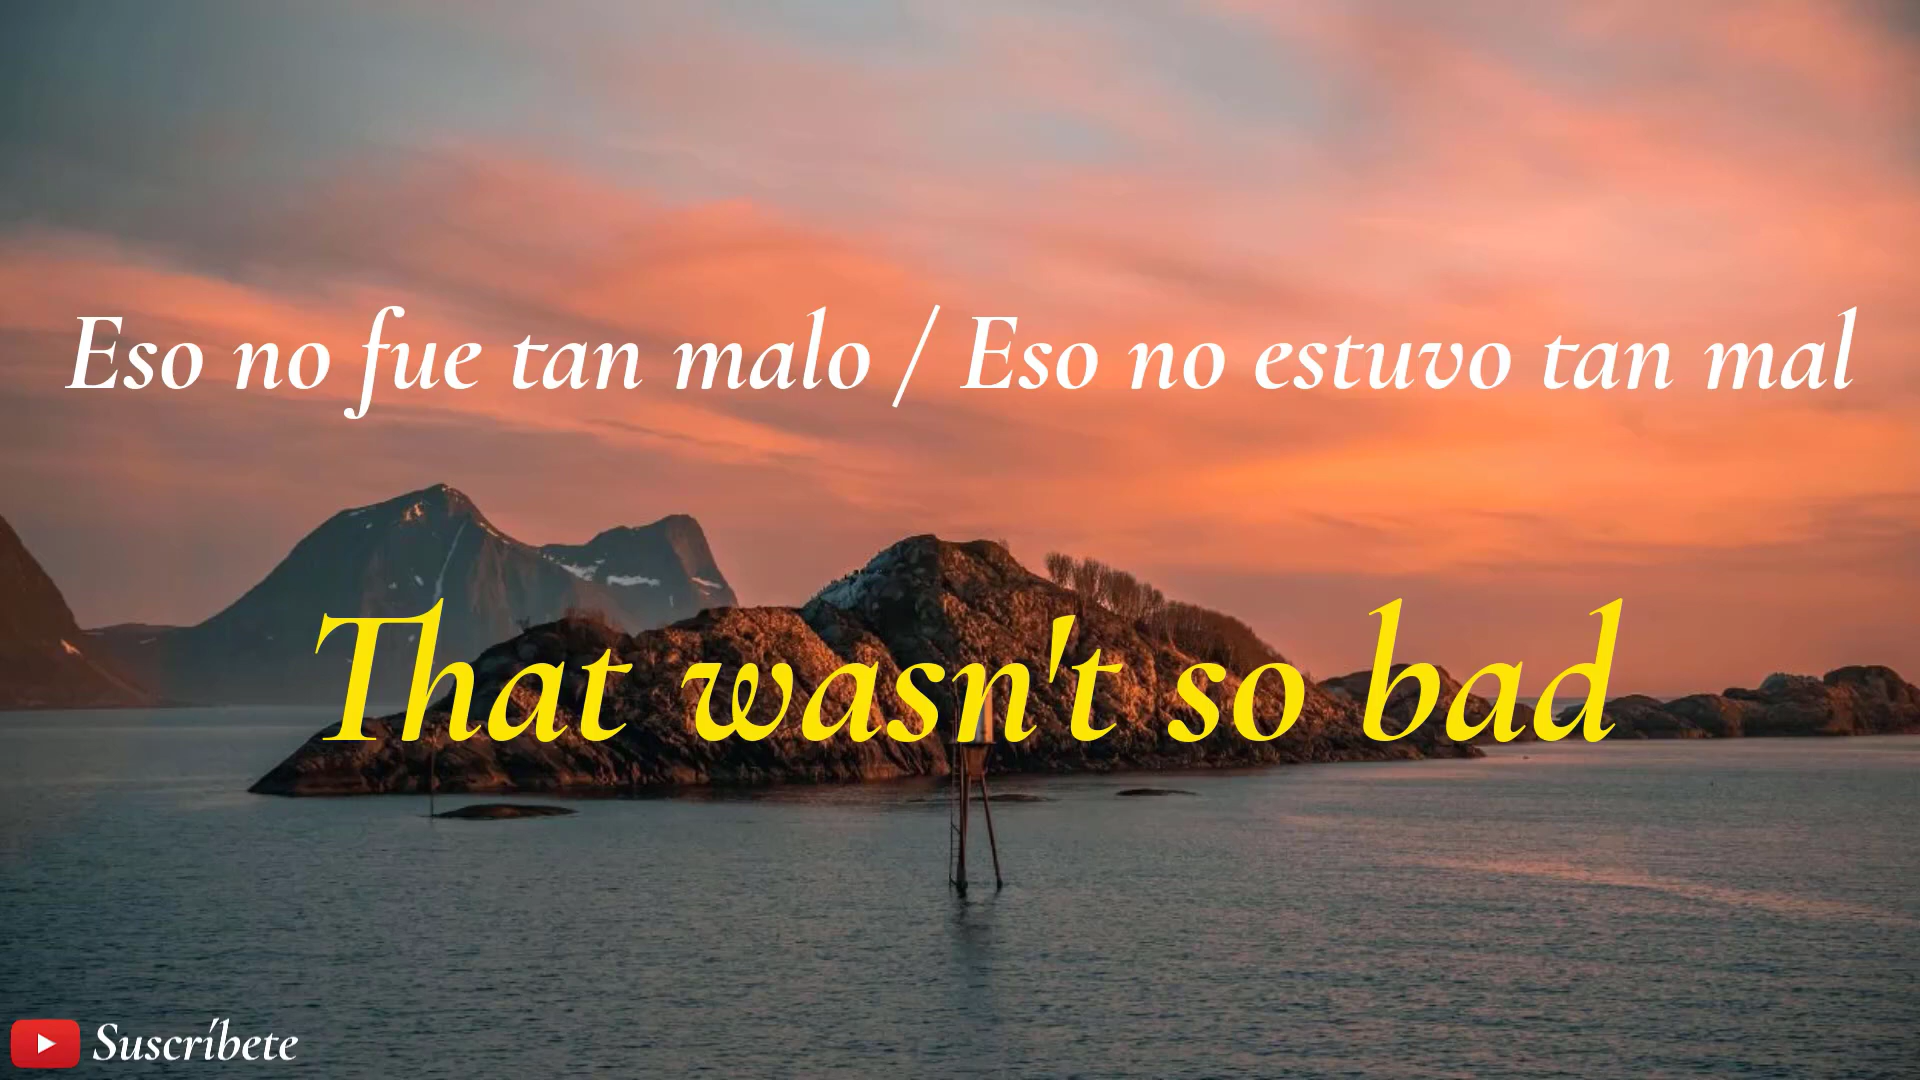 Eso no fue tan malo / Eso no estuvo tan mal
That wasn't so bad
Suscríbete